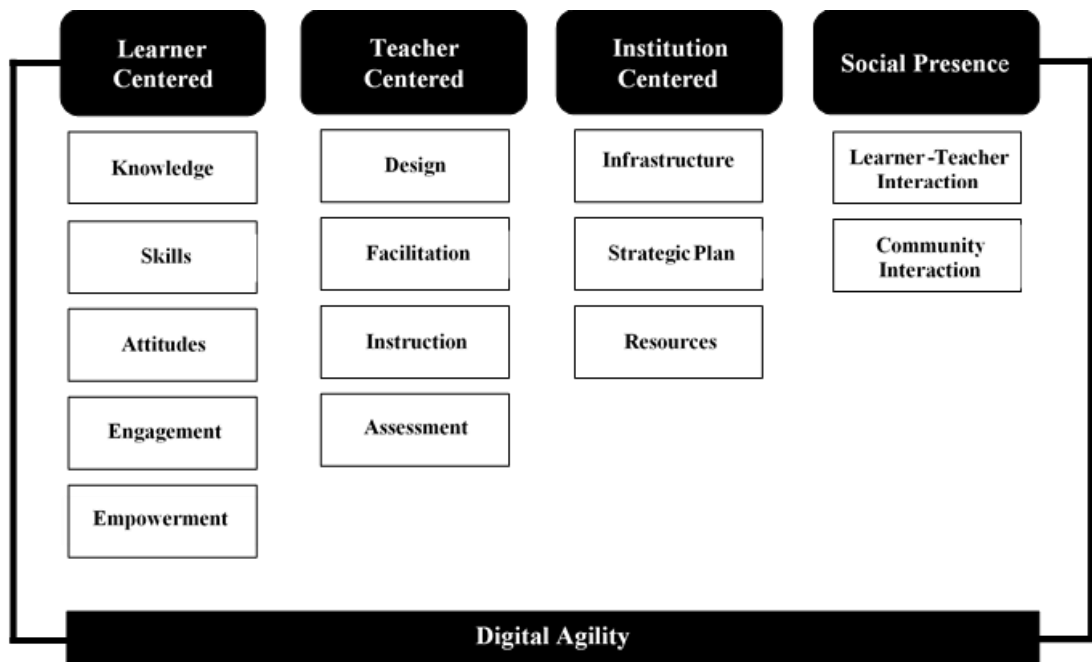 Learner
Centered
Knowledge
Skills
Attitudes
Engagement
Empowerment
Teacher
Centered
Design
Facilitation
Instruction
Assessment
Institution
Centered
Infrastructure
Strategic Plan
Resources
Social Presence
Learner-Teacher
Interaction
Community
Interaction
Digital Agility